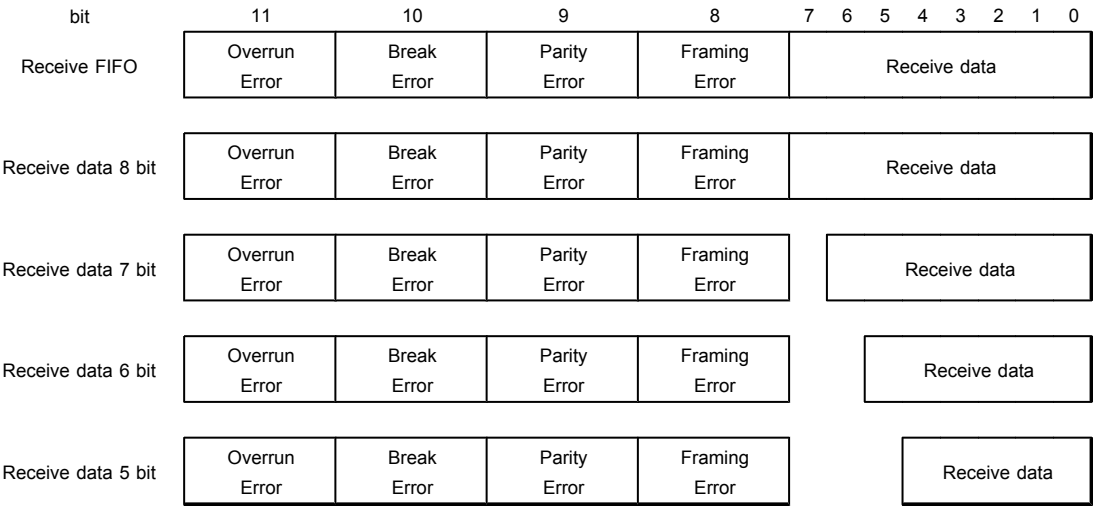 bit 11 10 9 8 7 6 5 4 3 2 1 0
Receive FIFO Overrun Error Break Error Parity Error Framing Error Receive data
Receive data 8 bit Overrun Error Break Error Parity Error Framing Error Receive data
Receive data 7 bit Overrun Error Break Error Parity Error Framing Error Receive data
Receive data 6 bit Overrun Error Break Error Parity Error Framing Error Receive data
Receive data 5 bit Overrun Error Break Error Parity Error Framing Error Receive data